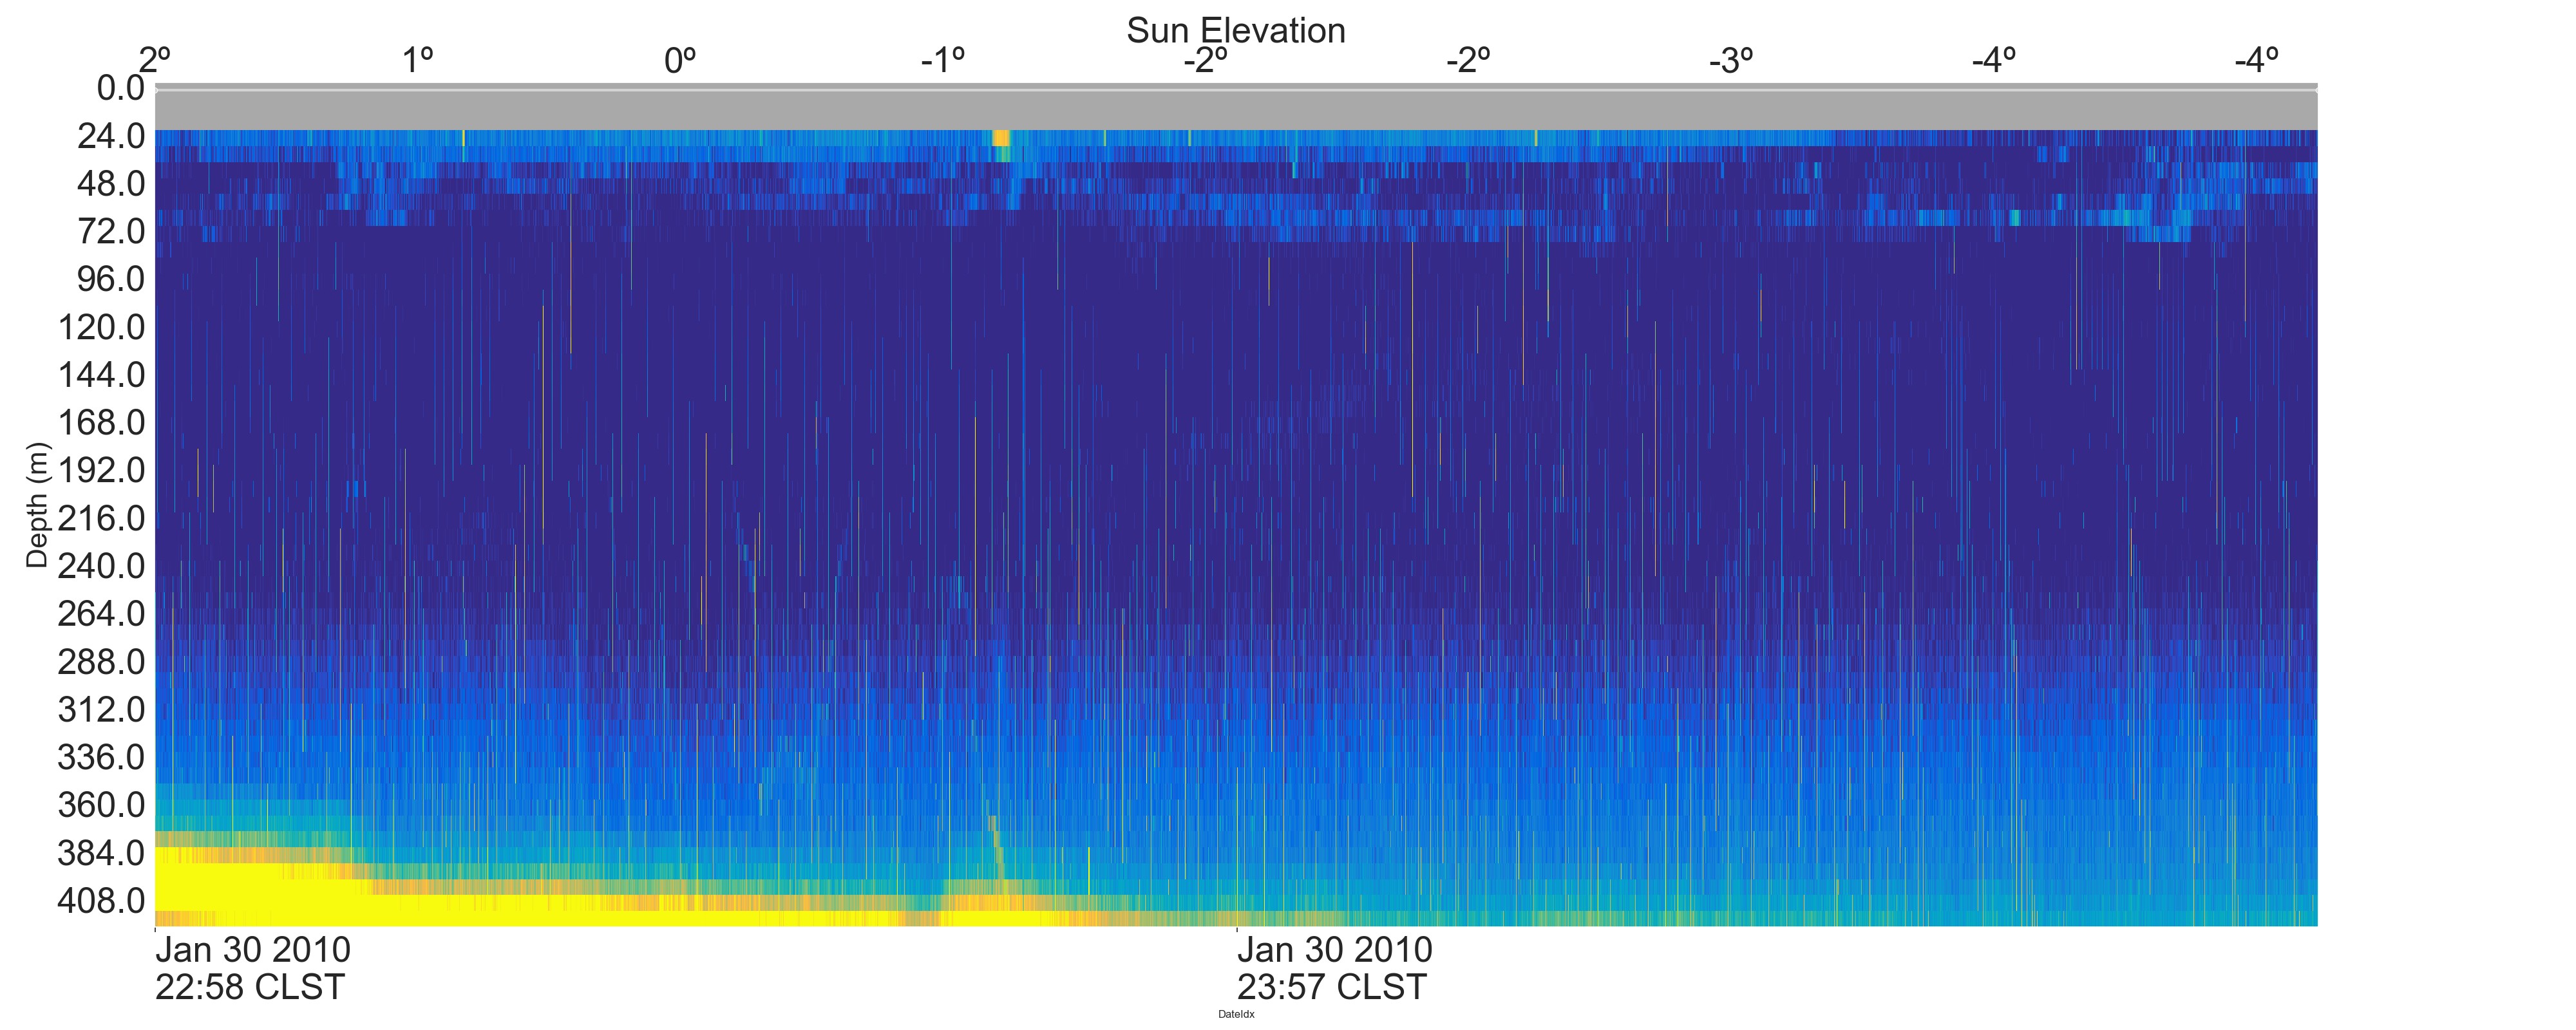 Sun Elevation
2º 1º 0º -1º -2º -2º -3º -4º -4º
0.0
24.0
48.0
72.0
96.0
120.0
144.0
168.0
192.0
216.0
240.0
264.0
288.0
312.0
336.0
360.0
384.0
408.0
Depth (m)
Jan 30 2010
22:58 CLST
Jan 30 2010
23:57 CLST
DateIdx